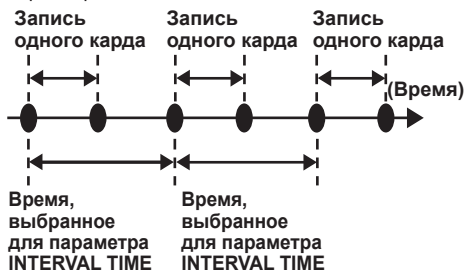 Запись
одного карда
Запись
одного карда
Запись
одного карда
(Время)
Время,
выбранное
для параметра
INTERVAL TIME
Время,
выбранное
для параметра
INTERVAL TIME